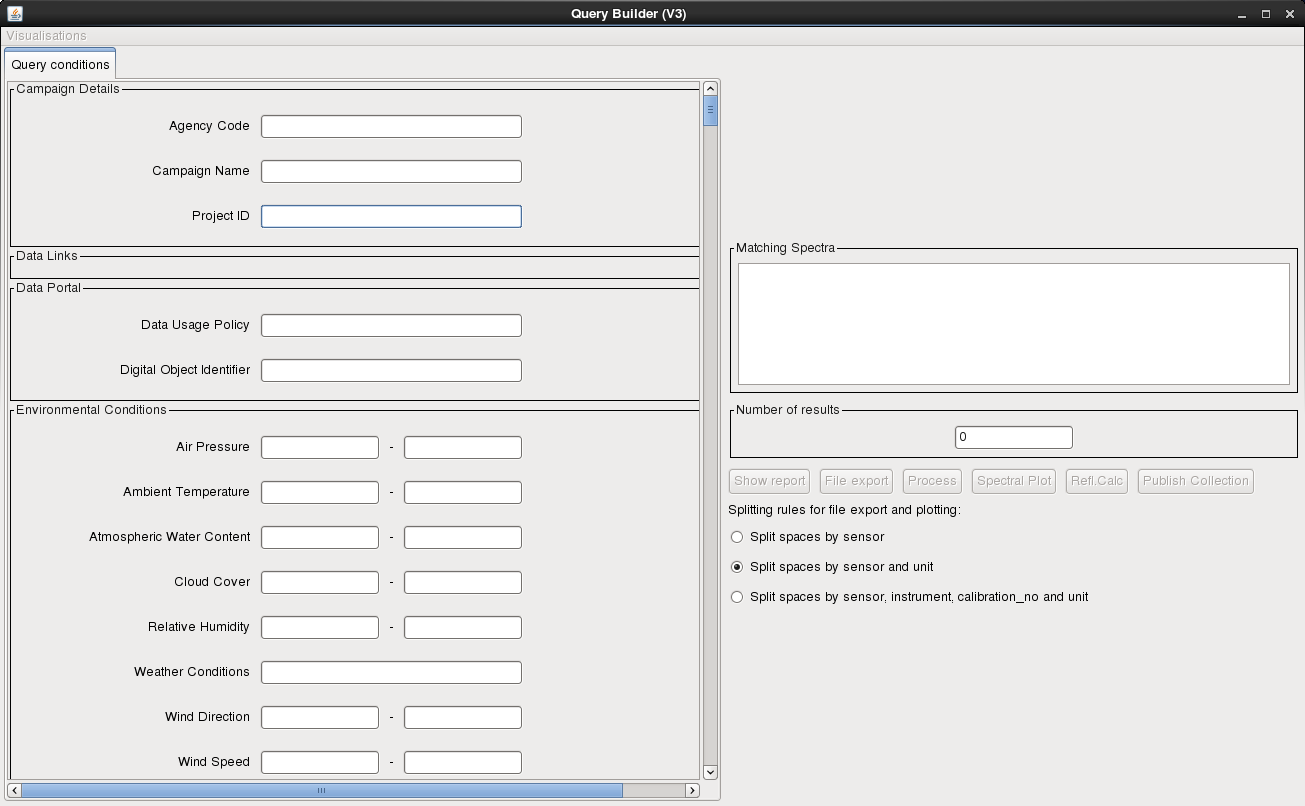 Query Builder (V3)
Visualisations
Query conditions
Campaign Details
Agency Code
Campaign Name
Project ID
Data Links
Data Portal
Data Usage Policy
Digital Object Identifier
Environmental Conditions
Air Pressure -
Ambient Temperature -
Atmospheric Water Content -
Cloud Cover -
Relative Humidity -
Weather Conditions
Wind Direction -
Wind Speed -
Matching Spectra
Number of results
0
Show report File export Process Spectral Plot Refl.Calc Publish Collection
Splitting rules for file export and plotting:
Split spaces by sensor
Split spaces by sensor and unit
Split spaces by sensor, instrument, calibration_no and unit